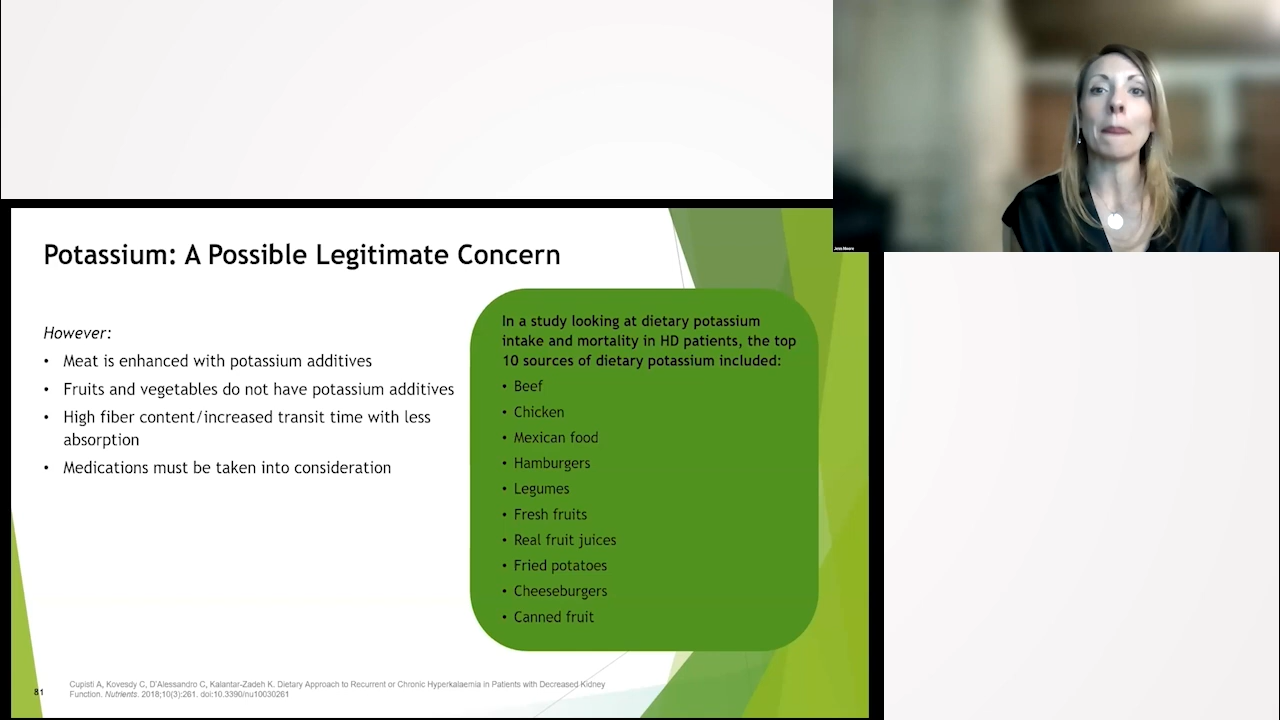 Jenn Moore
Potassium: A Possible Legitimate Concern
However:
• Meat is enhanced with potassium additives
• Fruits and vegetables do not have potassium additives
• High fiber content/increased transit time with less
absorption
• Medications must be taken into consideration
In a study looking at dietary potassium
intake and mortality in HD patients, the top
10 sources of dietary potassium included:
• Beef
• Chicken
• Mexican food
• Hamburgers
• Legumes
• Fresh fruits
• Real fruit juices
• Fried potatoes
• Cheeseburgers
• Canned fruit
81
Cupisti A, Kovesdy C, D'Alessandro C, Kalantar-Zadeh K. Dietary Approach to Recurrent or Chronic Hyperkalaemia in Patients with Decreased Kidney
Function. Nutrients. 2018;10(3):261. doi:10.3390/nu10030261